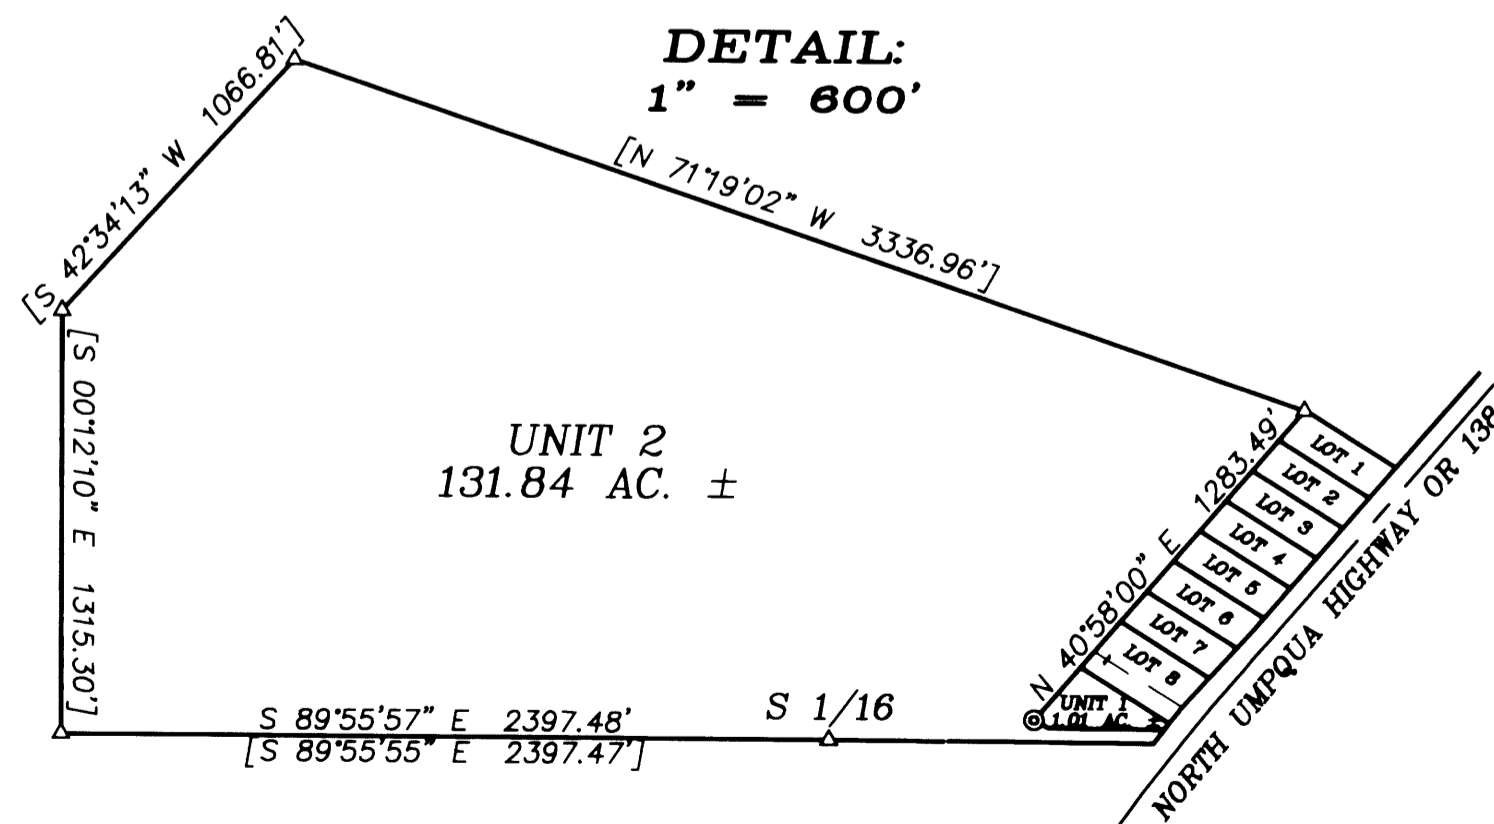 DETAIL:
1" = 600'
[S 42°34'13" W 1066.81']
[N 71°19'02" W 3336.96']
[S 00°12'10" E 1315.30']
UNIT 2
131.84 AC. ±
N 40°58'00" E 1283.49'
LOT 1
LOT 2
LOT 3
LOT 4
LOT 5
LOT 6
LOT 7
LOT 8
UNIT 1
1.01 AC. ±
NORTH UMPQUA HIGHWAY OR 138
S 1/16
S 89°55'57" E 2397.48'
[S 89°55'55" E 2397.47']